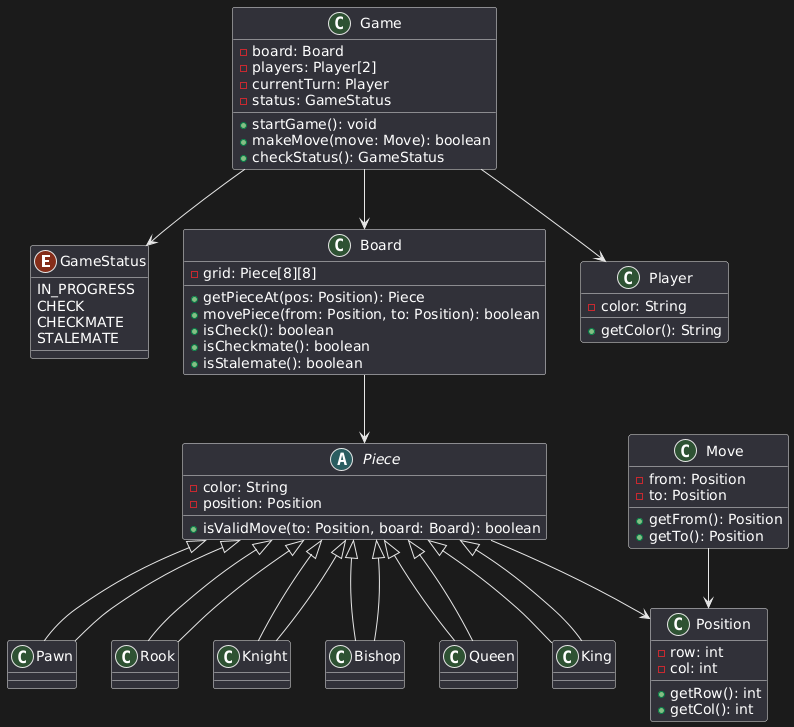 C Game
board: Board
players: Player[2]
currentTurn: Player
status: GameStatus
startGame(): void
makeMove(move: Move): boolean
checkStatus(): GameStatus
E GameStatus
IN_PROGRESS
CHECK
CHECKMATE
STALEMATE
C Board
grid: Piece[8][8]
getPieceAt(pos: Position): Piece
movePiece(from: Position, to: Position): boolean
isCheck(): boolean
isCheckmate(): boolean
isStalemate(): boolean
C Player
color: String
getColor(): String
A Piece
color: String
position: Position
isValidMove(to: Position, board: Board): boolean
C Move
from: Position
to: Position
getFrom(): Position
getTo(): Position
C Pawn
C Rook
C Knight
C Bishop
C Queen
C King
C Position
row: int
col: int
getRow(): int
getCol(): int